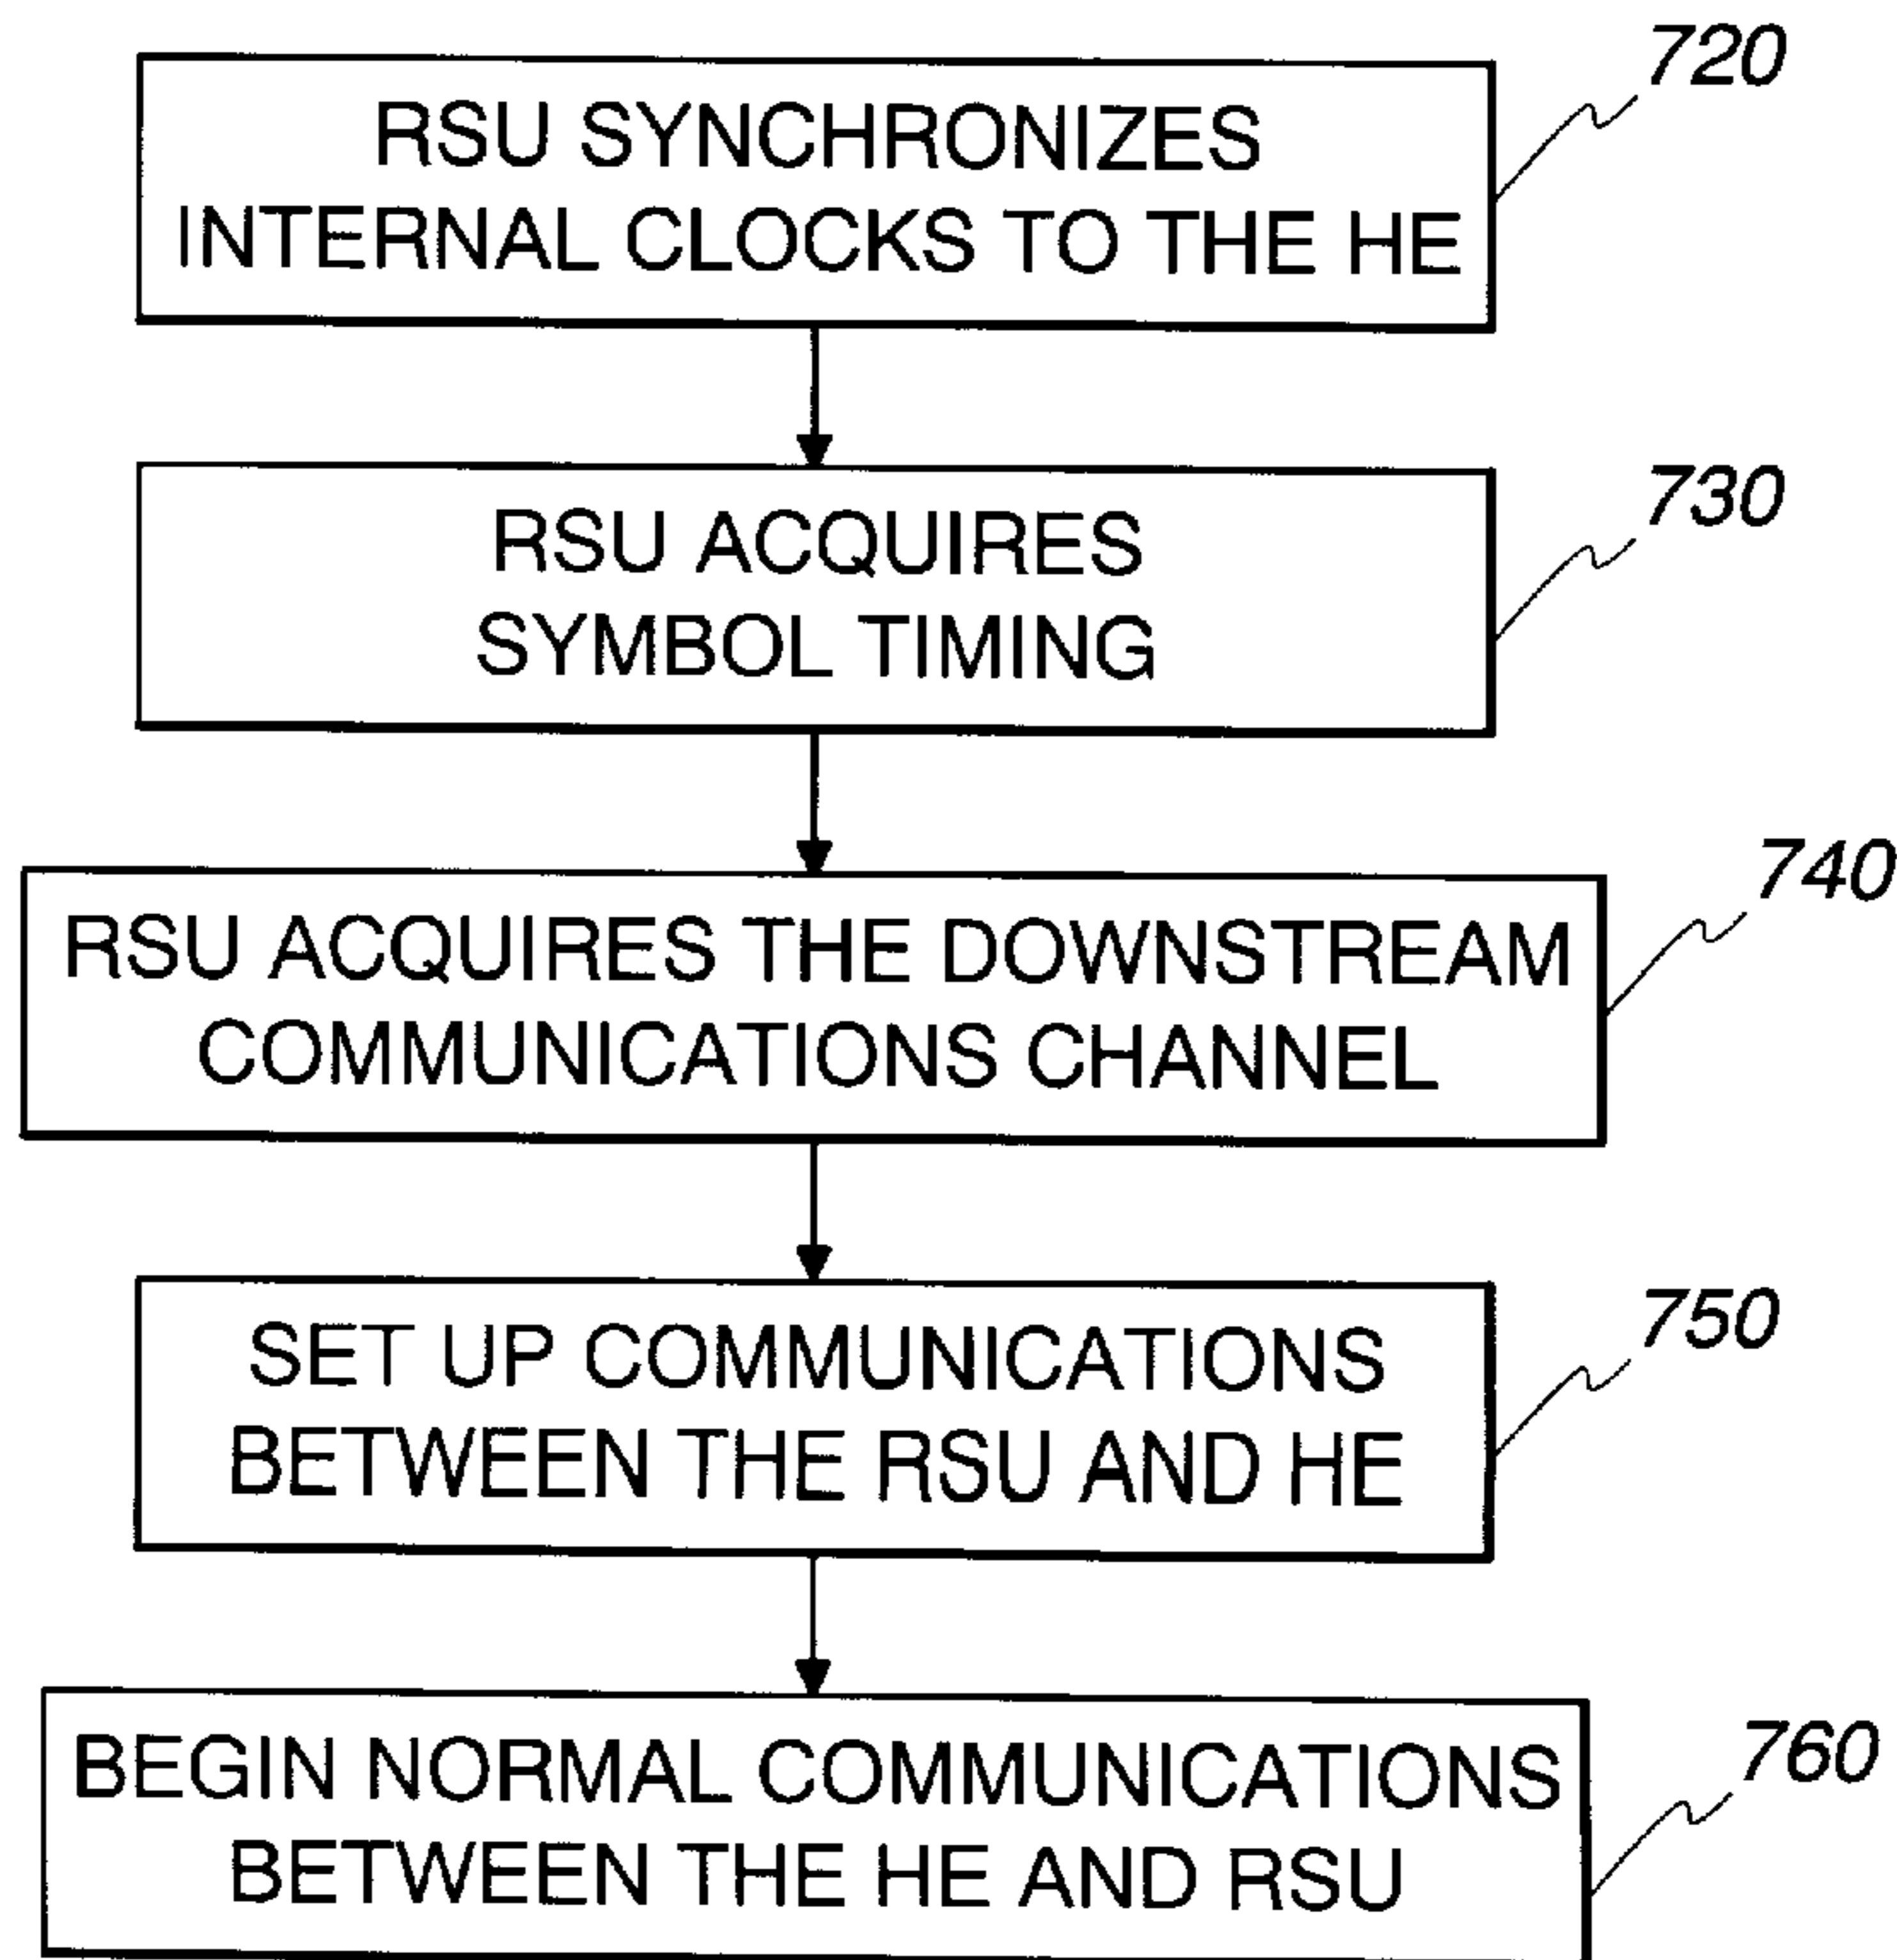 720
RSU SYNCHRONIZES
INTERNAL CLOCKS TO THE HE
730
RSU ACQUIRES
SYMBOL TIMING
740
RSU ACQUIRES THE DOWNSTREAM
COMMUNICATIONS CHANNEL
750
SET UP COMMUNICATIONS
BETWEEN THE RSU AND HE
760
BEGIN NORMAL COMMUNICATIONS
BETWEEN THE HE AND RSU